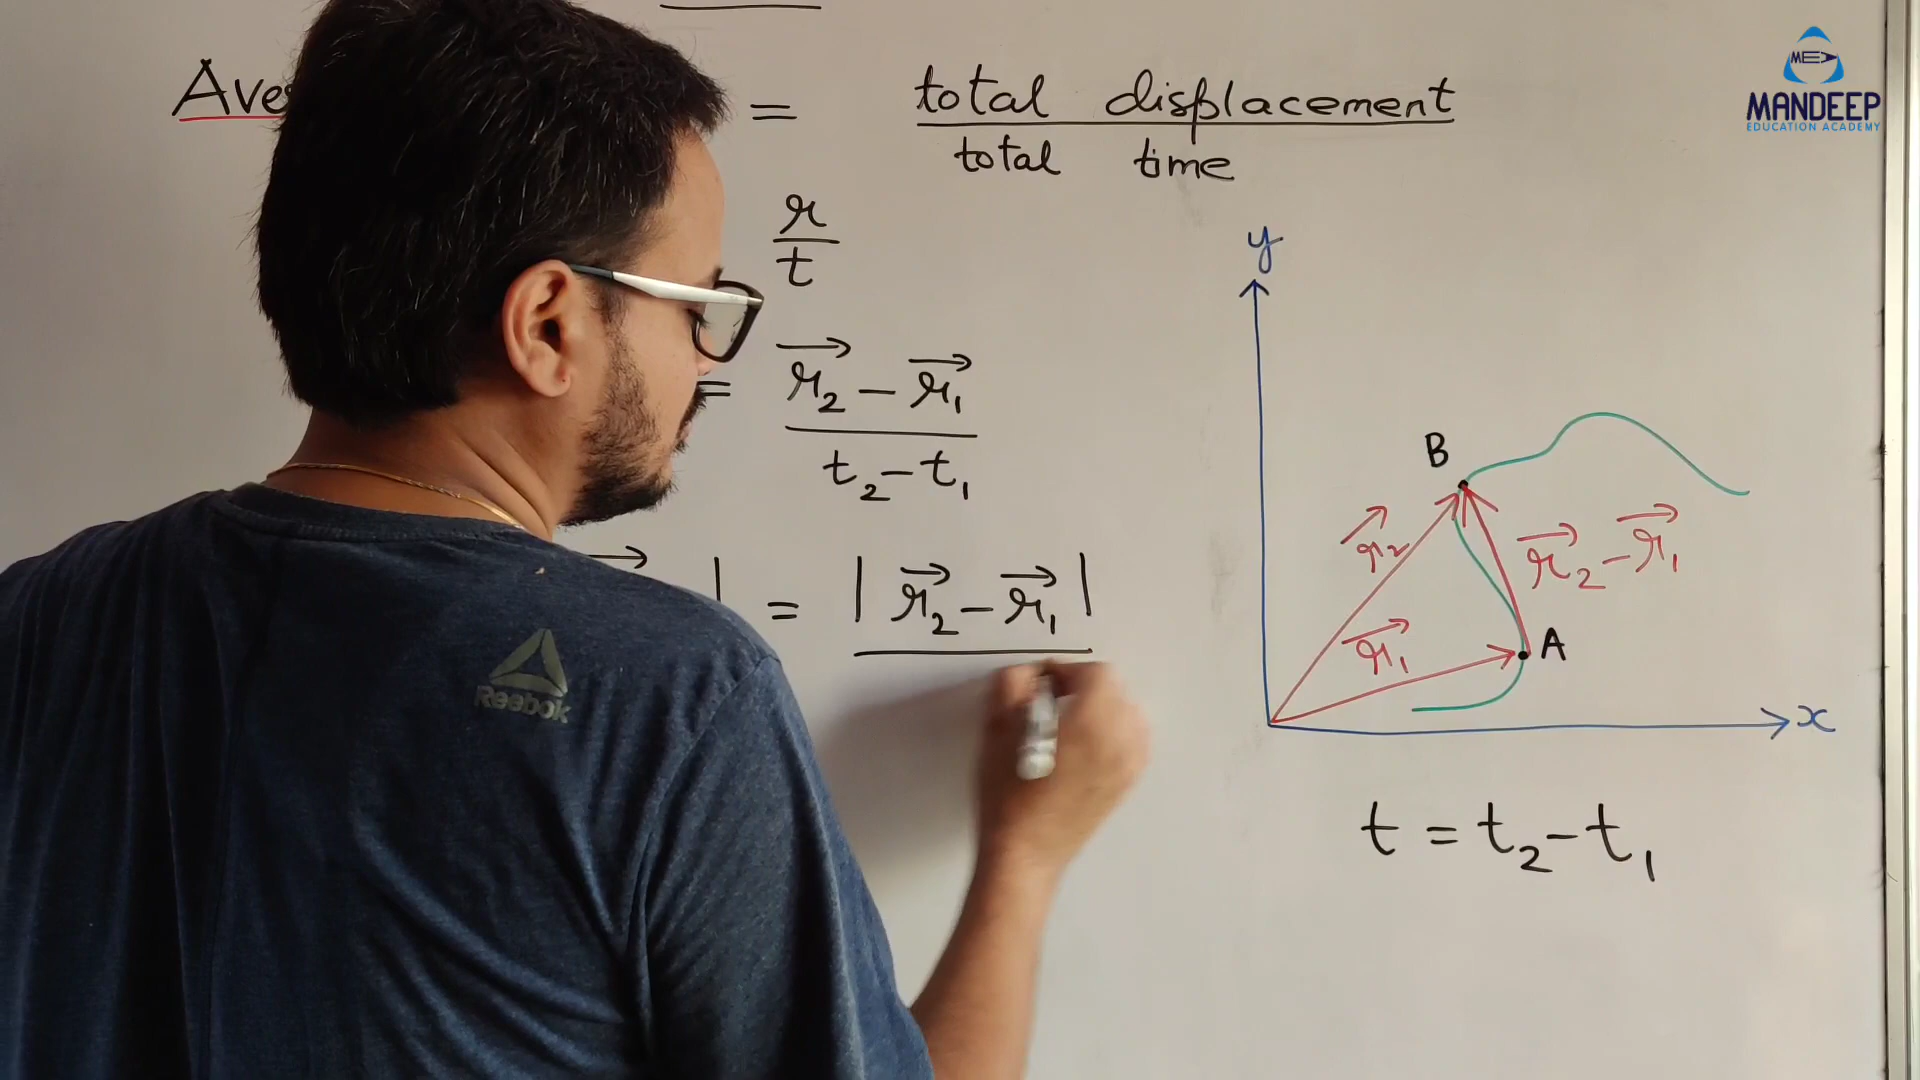 = total displacement
total time
r
t
= r₂ - r₁
t₂ - t₁
| = | r₂ - r₁ |
y
B
r₂
r₂ - r₁
r₁
A
x
t = t₂ - t₁
Reebok
MED
MANDEEP
EDUCATION ACADEMY